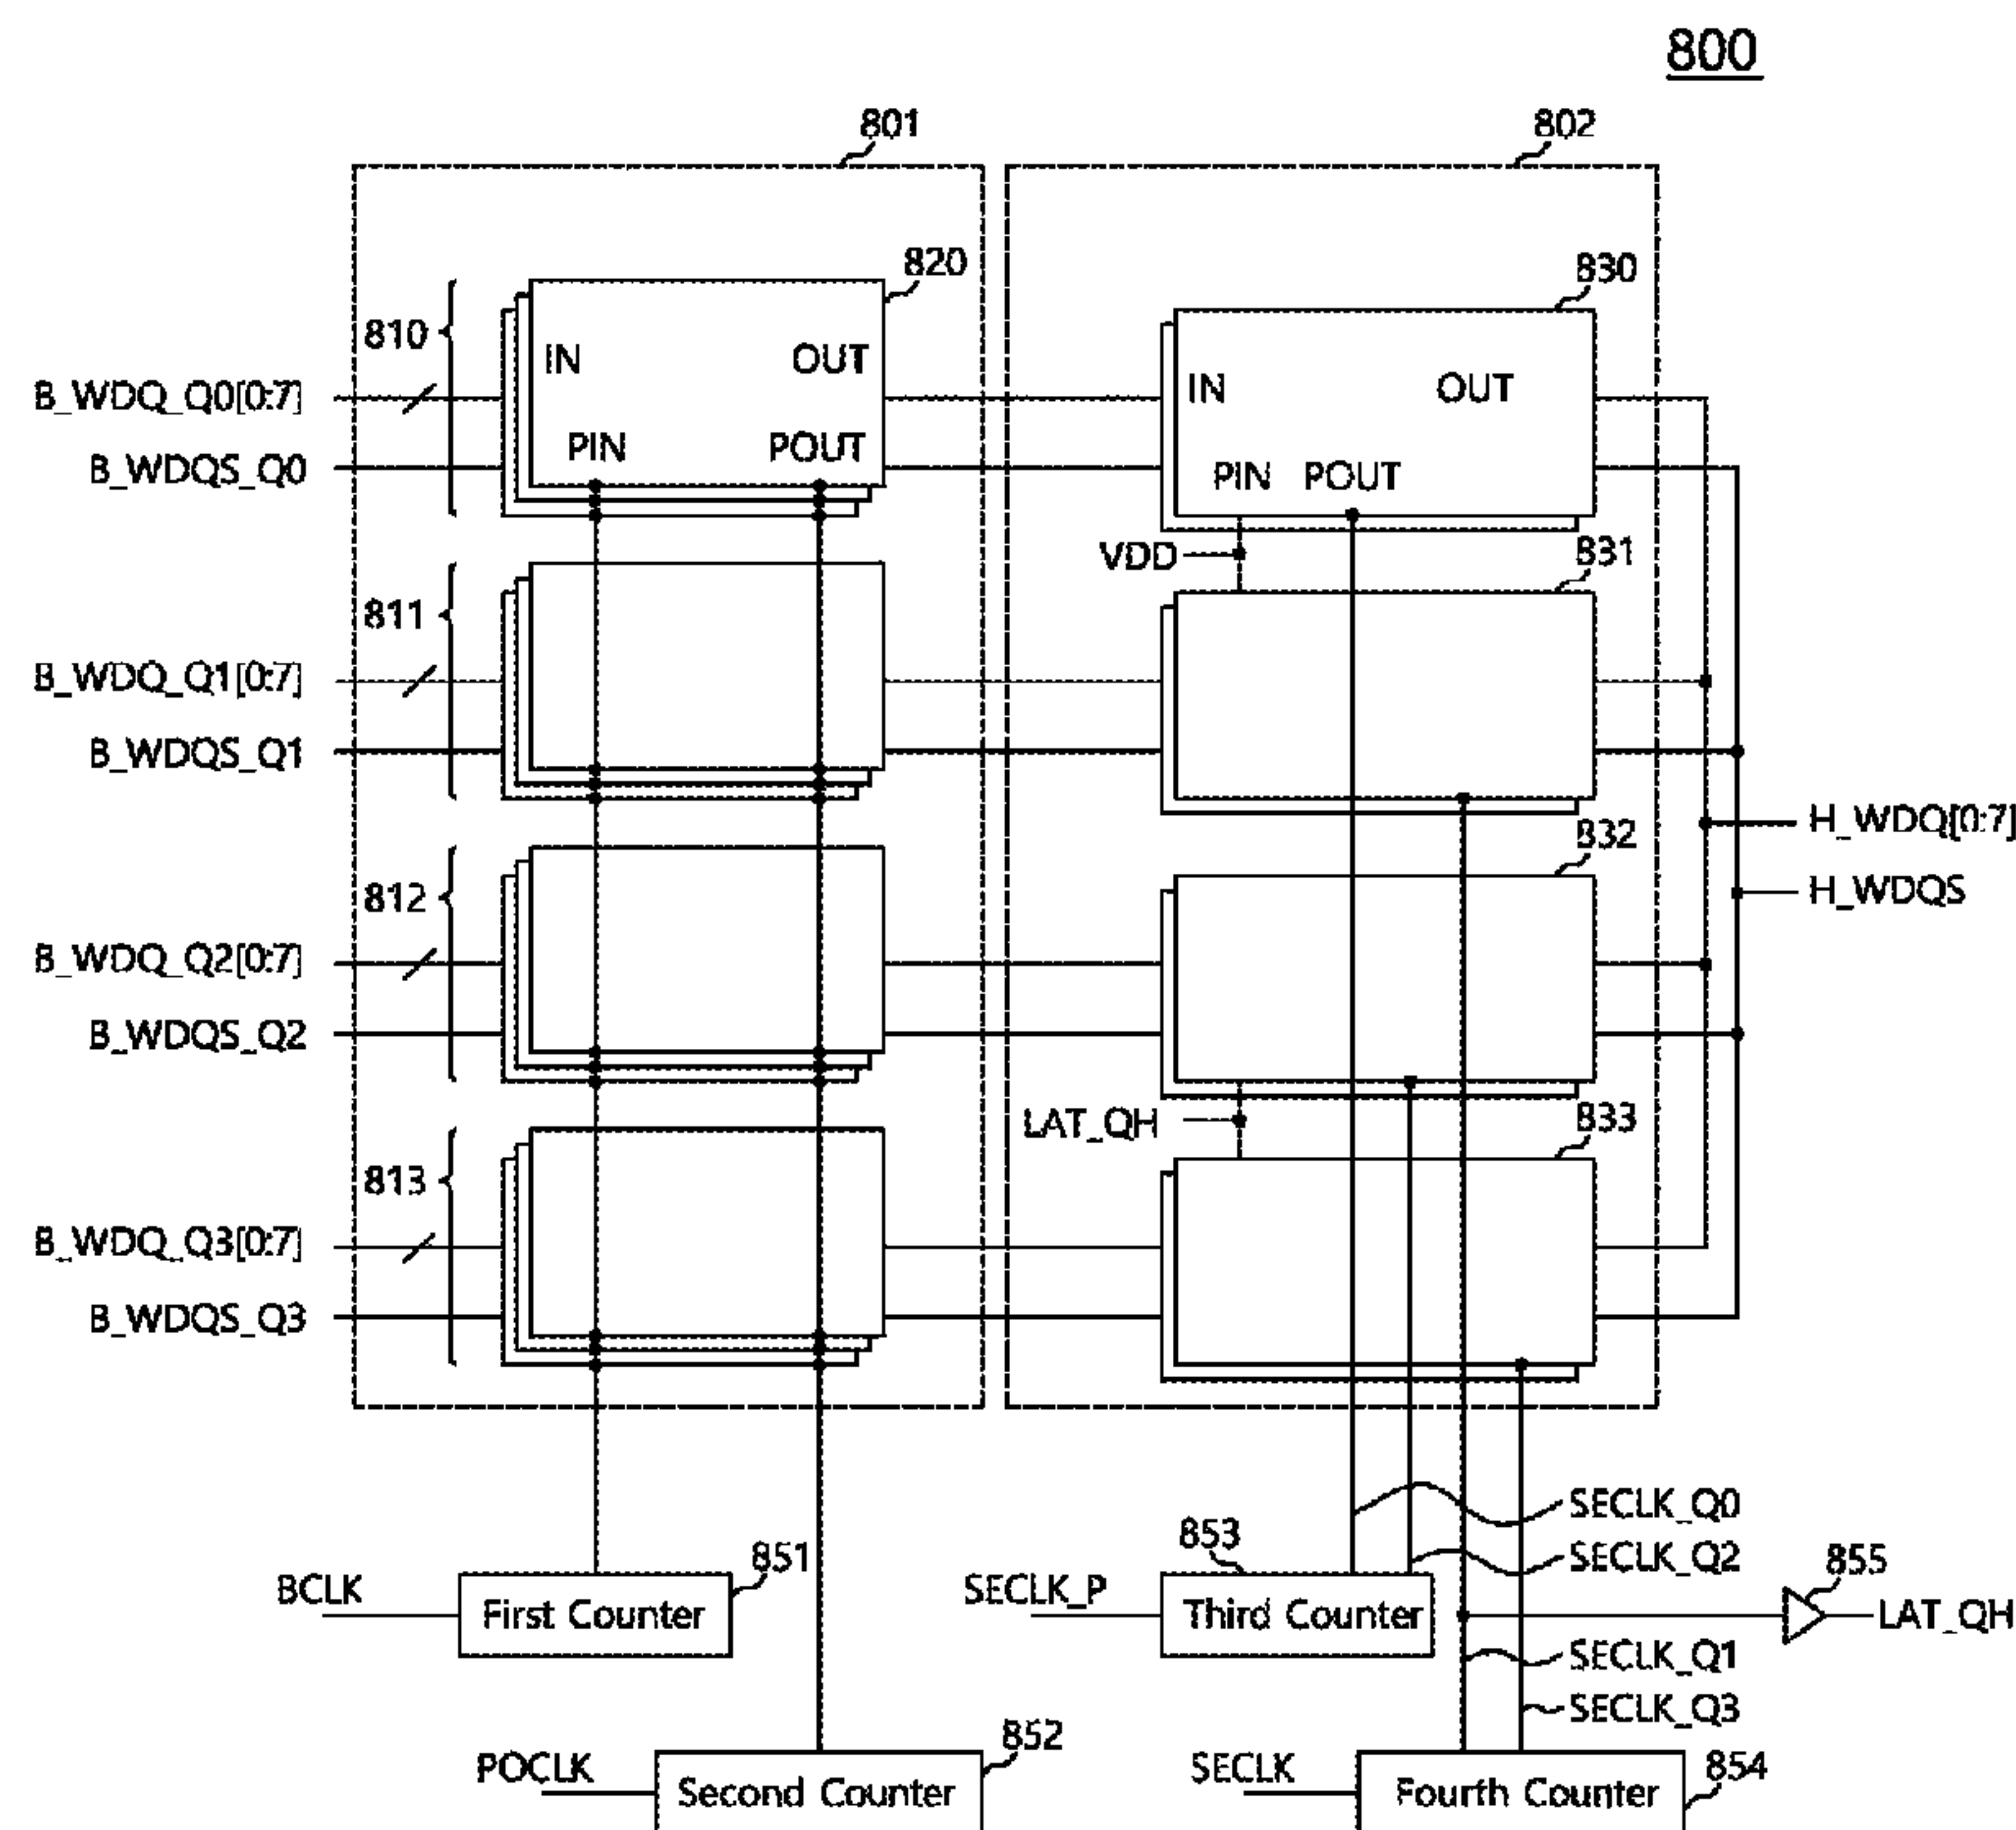 800
801
802
820
830
810
IN
OUT
IN
OUT
B_WDQ_Q0[0:7]
PIN
POUT
B_WDQS_Q0
PIN
POUT
VDD
831
811
B_WDQ_Q1[0:7]
B_WDQS_Q1
H_WDQ[0:7]
832
812
H_WDQS
B_WDQ_Q2[0:7]
B_WDQS_Q2
LAT_QH
833
813
B_WDQ_Q3[0:7]
B_WDQS_Q3
SECLK_Q0
853
851
SECLK_Q2
855
BCLK
First Counter
SECLK_P
Third Counter
LAT_QH
SECLK_Q1
SECLK_Q3
852
POCLK
Second Counter
SECLK
Fourth Counter
854